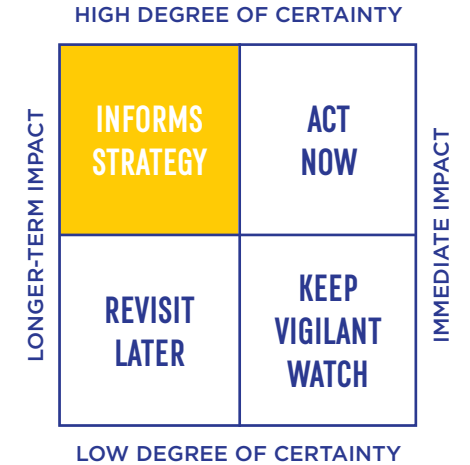 HIGH DEGREE OF CERTAINTY
LONGER-TERM IMPACT
INFORMS
STRATEGY
ACT
NOW
IMMEDIATE IMPACT
REVISIT
LATER
KEEP
VIGILANT
WATCH
LOW DEGREE OF CERTAINTY